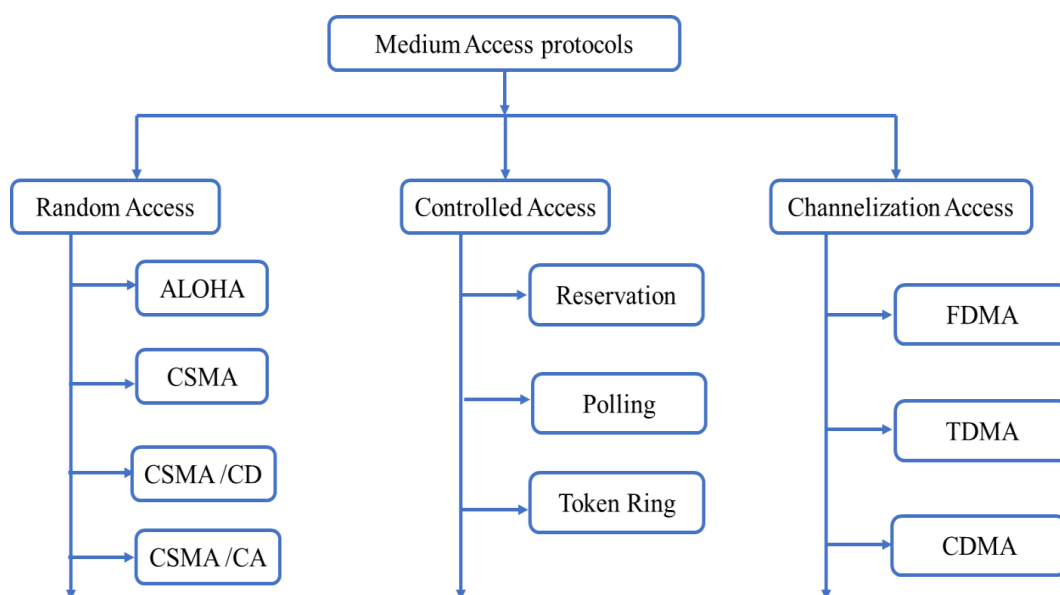 Medium Access protocols
Random Access
Controlled Access
Channelization Access
ALOHA
CSMA
CSMA /CD
CSMA /CA
Reservation
Polling
Token Ring
FDMA
TDMA
CDMA